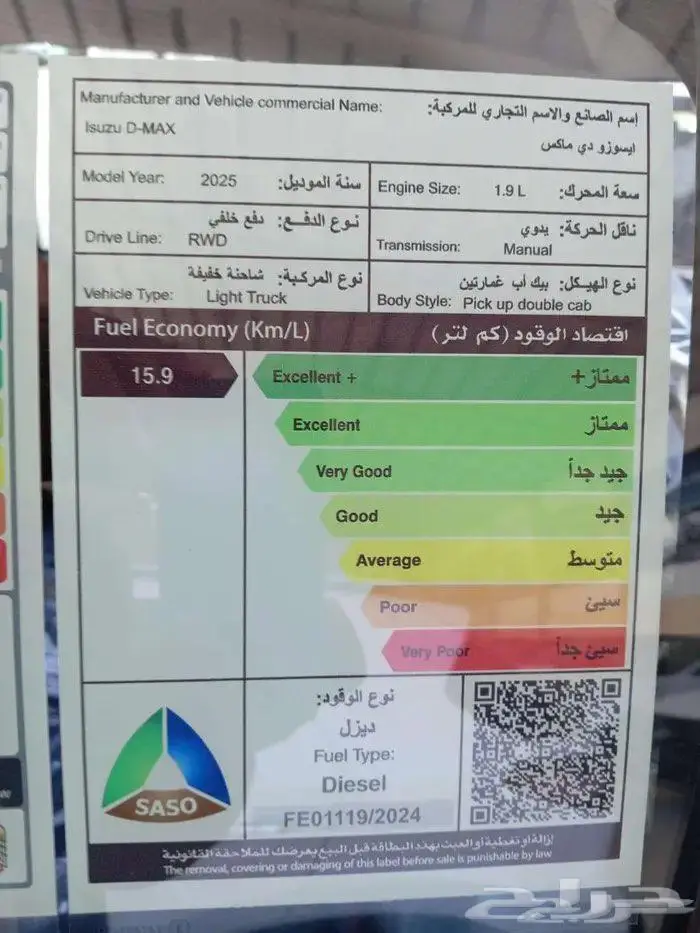 Manufacturer and Vehicle commercial Name: إسم الصانع والاسم التجاري للمركبة:
Isuzu D-MAX
ايسوزو دي ماكس
Model Year: 2025 سنة الموديل:
Engine Size: 1.9 L سعة المحرك:
نوع الدفع: دفع خلفي
Drive Line: RWD
ناقل الحركة: يدوي
Transmission: Manual
نوع المركبة: شاحنة خفيفة
Vehicle Type: Light Truck
نوع الهيكل: بيك أب غمارتين
Body Style: Pick up double cab
Fuel Economy (Km/L) اقتصاد الوقود (كم لتر)
15.9
Excellent + ممتاز+
Excellent ممتاز
Very Good جيد جداً
Good جيد
Average متوسط
Poor سيئ
Very Poor سيئ جداً
SASO
نوع الوقود:
ديزل
Fuel Type:
Diesel
FE01119/2024
إزالة أو تغطية أو العبث بهذه البطاقة قبل البيع يعرضك للملاحقة القانونية
The removal, covering or damaging of this label before sale is punishable by law
حراج